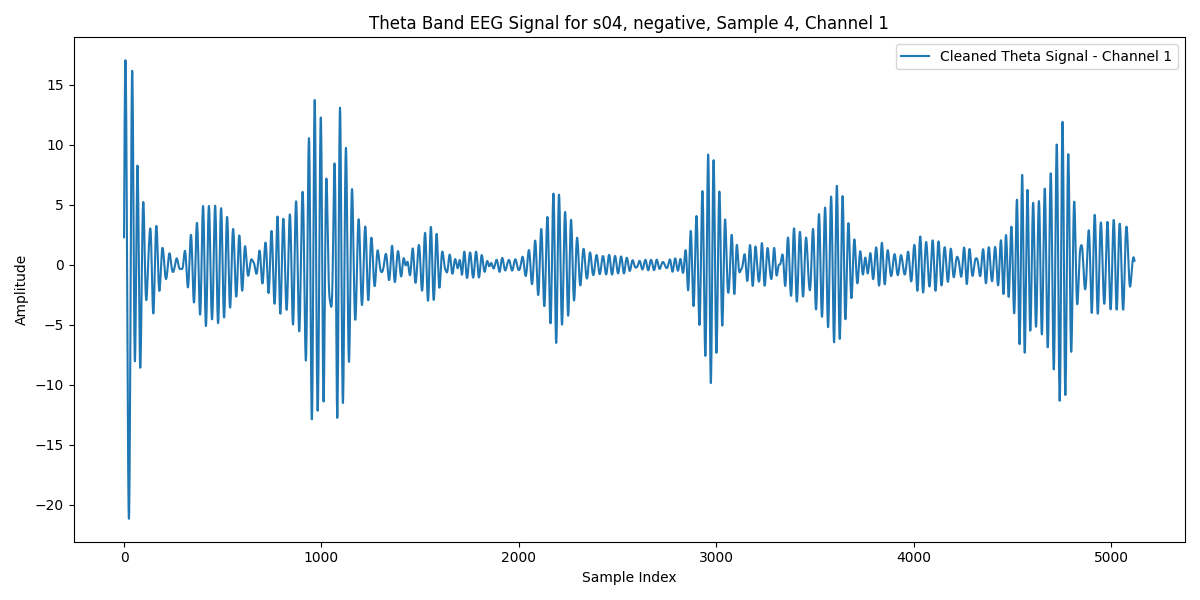 Theta Band EEG Signal for s04, negative, Sample 4, Channel 1
Cleaned Theta Signal - Channel 1
Amplitude
15
10
5
0
−5
−10
−15
−20
0 1000 2000 3000 4000 5000
Sample Index